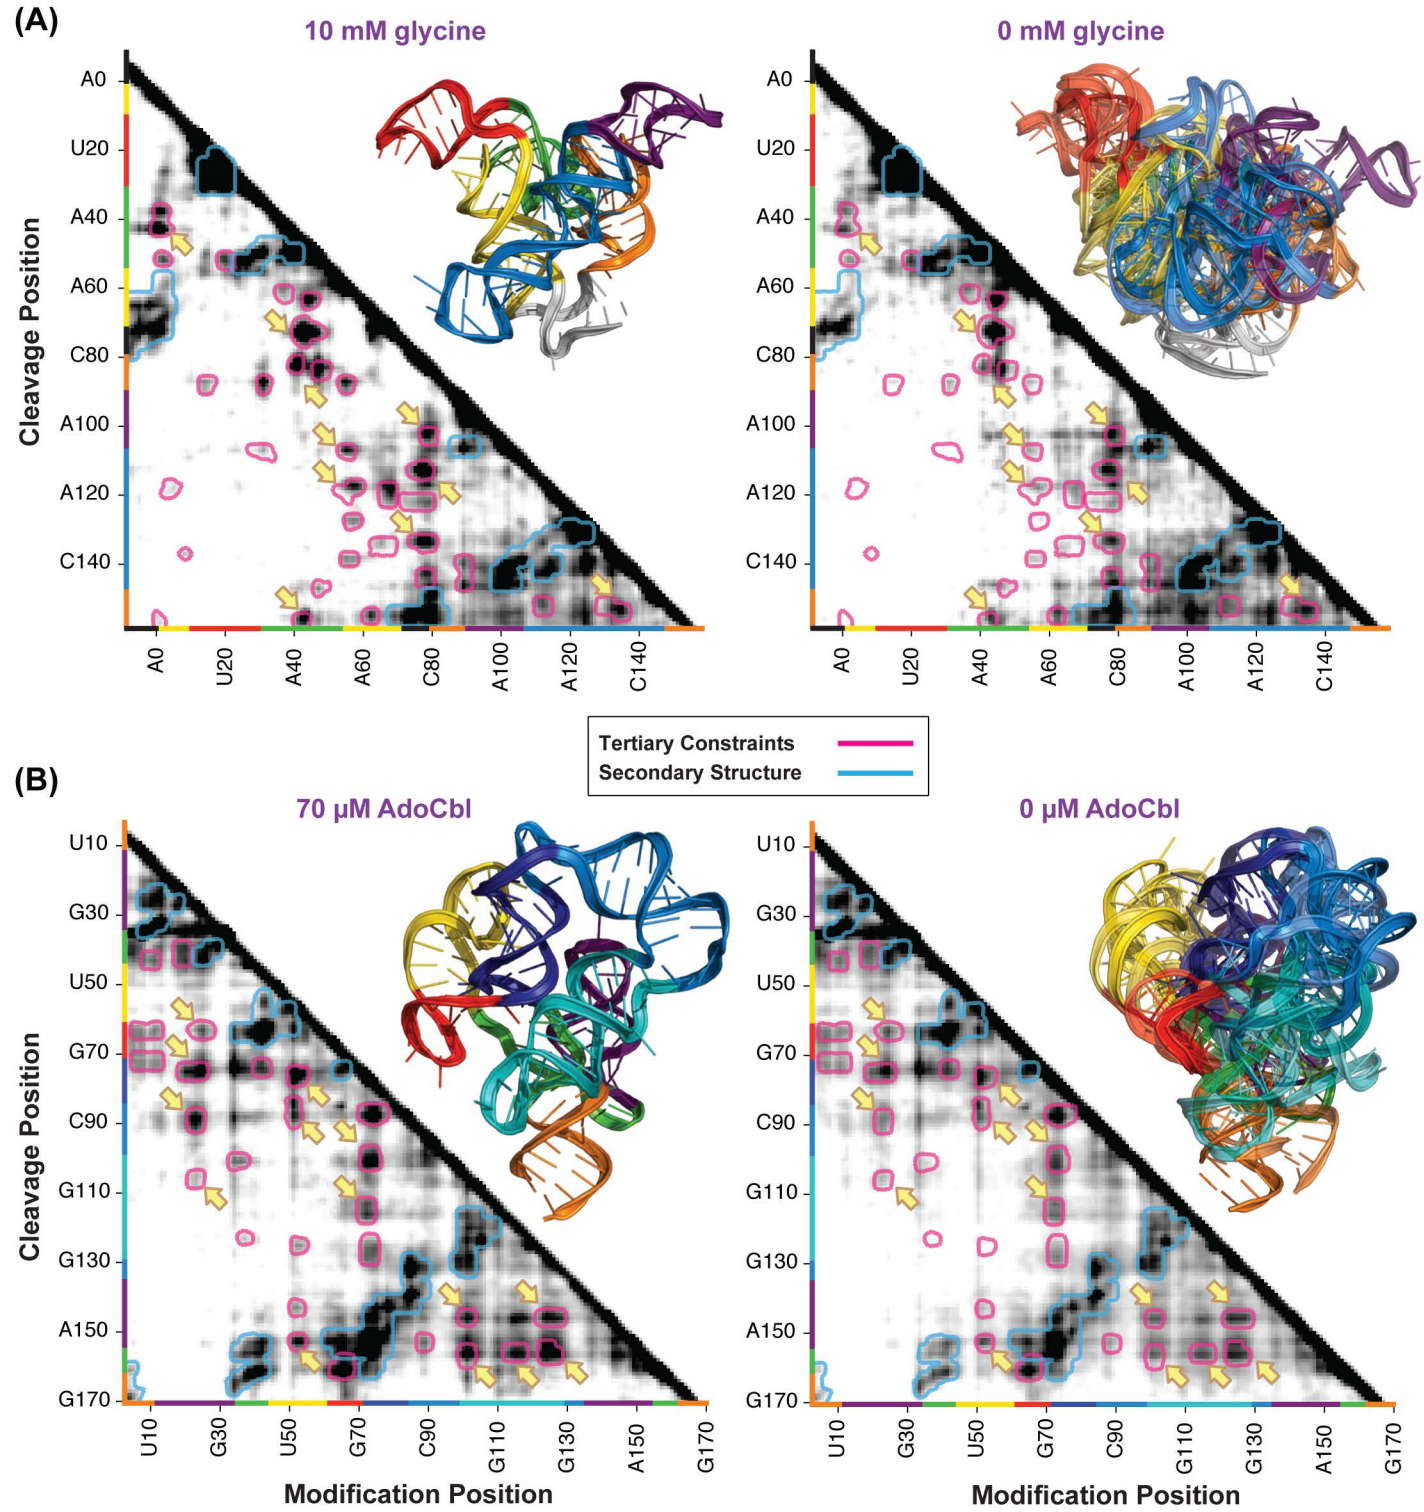 (A)
10 mM glycine
0 mM glycine
Cleavage Position
A0
U20
A40
A60
C80
A100
A120
C140
A0
U20
A40
A60
C80
A100
A120
C140
A0
U20
A40
A60
C80
A100
A120
C140
A0
U20
A40
A60
C80
A100
A120
C140
Tertiary Constraints
Secondary Structure
(B)
70 µM AdoCbl
0 µM AdoCbl
Cleavage Position
U10
G30
U50
G70
C90
G110
G130
A150
G170
U10
G30
U50
G70
C90
G110
G130
A150
G170
U10
G30
U50
G70
C90
G110
G130
A150
G170
U10
G30
U50
G70
C90
G110
G130
A150
G170
Modification Position
Modification Position